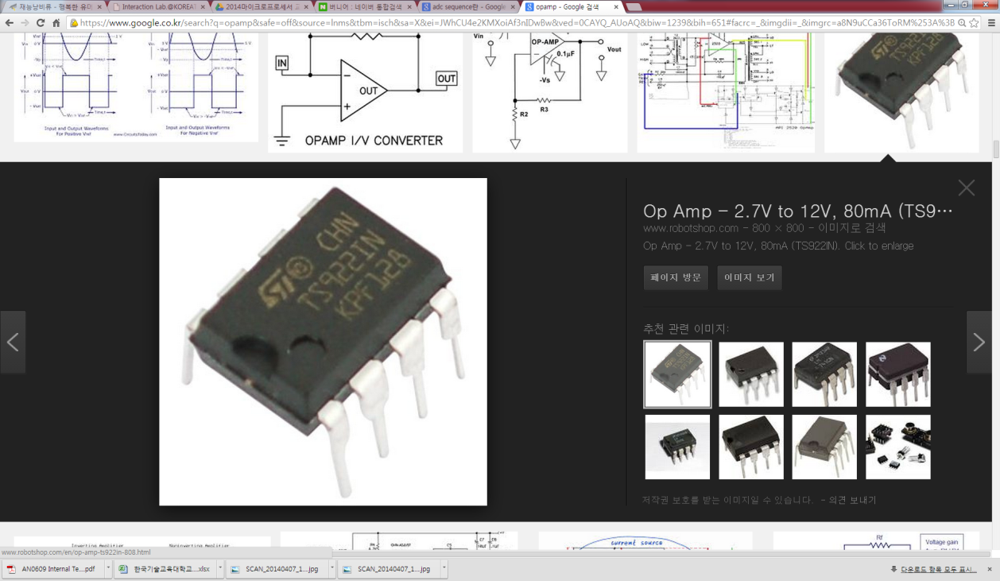 재능낭비류 - 행복한 유머
Interaction Lab.@KOREAT
2014마이크로프로세서
버니어 : 네이버 통합검색
adc sequence란 - Google
opamp - Google 검색
https://www.google.co.kr/search?q=opamp&safe=off&source=lnms&tbm=isch&sa=X&ei=JWhCU4e2KMXoiAf3nIDwBw&ved=0CAYQ_AUoAQ&biw=1239&bih=651#facrc=_&imgdii=_&imgrc=a8N9uCCa36ToRM%253A%3B
Input and Output Waveforms
For Positive Vref
www.CircuitsToday.com
Input and Output Waveforms
For Negative Vref
IN
OUT
OUT
OPAMP I/V CONVERTER
Vin
OP-AMP
0.1µF
Vout
-Vs
R3
R2
API 2520 Opamp
CHN
TS922IN
KPF128
Op Amp - 2.7V to 12V, 80mA (TS9…
www.robotshop.com - 800 × 800 - 이미지로 검색
Op Amp - 2.7V to 12V, 80mA (TS922IN). Click to enlarge
페이지 방문
이미지 보기
추천 관련 이미지:
저작권 보호를 받는 이미지일 수 있습니다. - 의견 보내기
Inverting Amplifier
Noninverting Amplifier
current source
Rf
Voltage gain
www.robotshop.com/en/op-amp-ts922in-808.html
AN0609 Internal Te....pdf
한국기술교육대학교....xlsx
SCAN_20140407_1....jpg
SCAN_20140407_1....jpg
다운로드 항목 모두 표시...